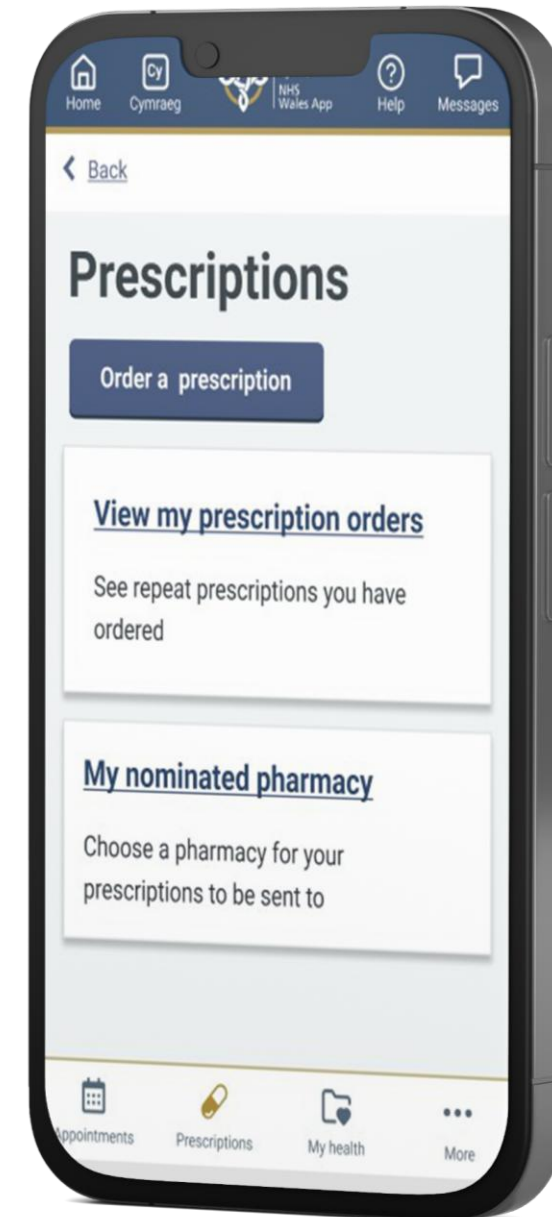 Home Cymraeg NHS Wales App Help Messages
Back
Prescriptions
Order a prescription
View my prescription orders
See repeat prescriptions you have
ordered
My nominated pharmacy
Choose a pharmacy for your
prescriptions to be sent to
Appointments Prescriptions My health More